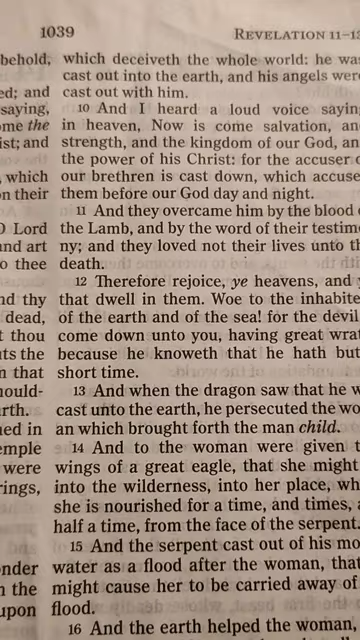 1039
REVELATION 11-12
behold,
ed; and
saying,
ome the
ist; and
, which
on their
O Lord
and art
o thee
nd thy
dead,
t thou
ts the
n that
hould-
rth.
ned in
emple
were
rings,
onder
n the
upon
which deceiveth the whole world: he was
cast out into the earth, and his angels were
cast out with him.
10 And I heard a loud voice sayin
in heaven, Now is come salvation, an
strength, and the kingdom of our God, an
the power of his Christ: for the accuser o
our brethren is cast down, which accuse
them before our God day and night.
11 And they overcame him by the blood o
the Lamb, and by the word of their testim
ny; and they loved not their lives unto th
death.
12 Therefore rejoice, ye heavens, and y
that dwell in them. Woe to the inhabite
of the earth and of the sea! for the devil
come down unto you, having great wrat
because he knoweth that he hath but
short time.
13 And when the dragon saw that he w
cast unto the earth, he persecuted the wo
an which brought forth the man child.
14 And to the woman were given t
wings of a great eagle, that she might
into the wilderness, into her place, wh
she is nourished for a time, and times, a
half a time, from the face of the serpent.
15 And the serpent cast out of his mo
water as a flood after the woman, that
might cause her to be carried away of
flood.
16 And the earth helped the woman,